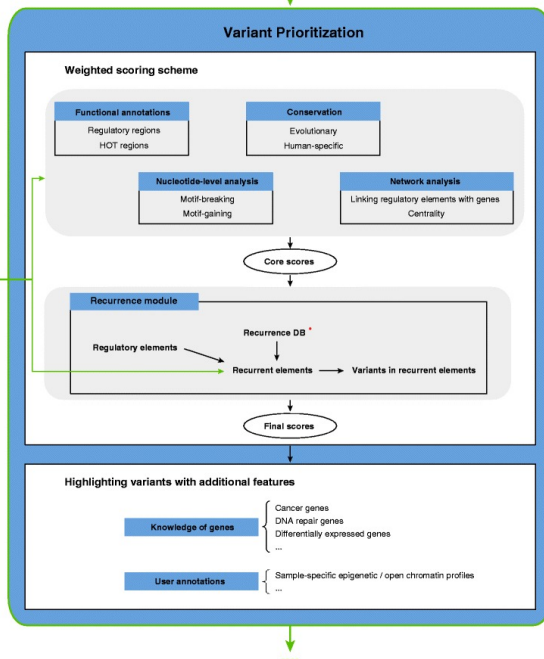 Variant Prioritization
Weighted scoring scheme
Functional annotations
Regulatory regions
HOT regions
Conservation
Evolutionary
Human-specific
Nucleotide-level analysis
Motif-breaking
Motif-gaining
Network analysis
Linking regulatory elements with genes
Centrality
Core scores
Recurrence module
Recurrence DB *
Regulatory elements
Recurrent elements
Variants in recurrent elements
Final scores
Highlighting variants with additional features
Knowledge of genes
Cancer genes
DNA repair genes
Differentially expressed genes
...
User annotations
Sample-specific epigenetic / open chromatin profiles
...